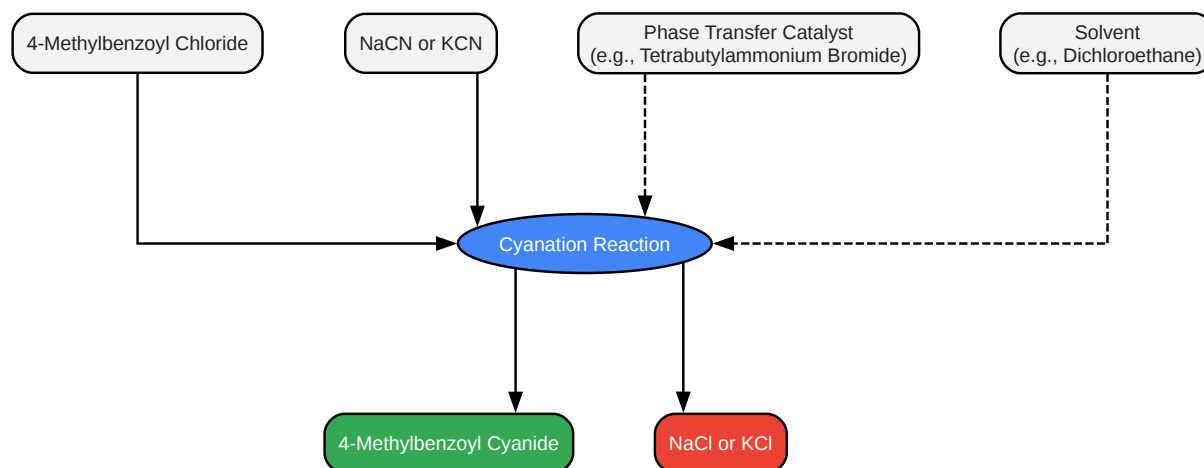 4-Methylbenzoyl Chloride
NaCN or KCN
Phase Transfer Catalyst
(e.g., Tetrabutylammonium Bromide)
Solvent
(e.g., Dichloroethane)
Cyanation Reaction
4-Methylbenzoyl Cyanide
NaCl or KCl